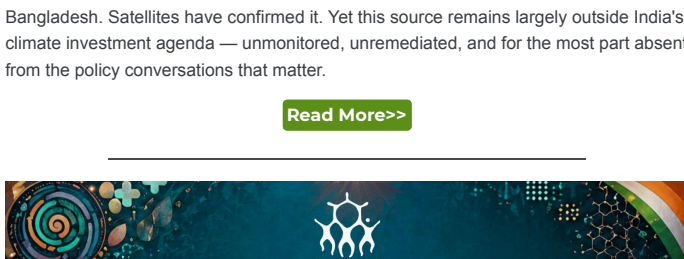 Bangladesh. Satellites have confirmed it. Yet this source remains largely outside India's
climate investment agenda — unmonitored, unremediated, and for the most part absent
from the policy conversations that matter.
Read More>>